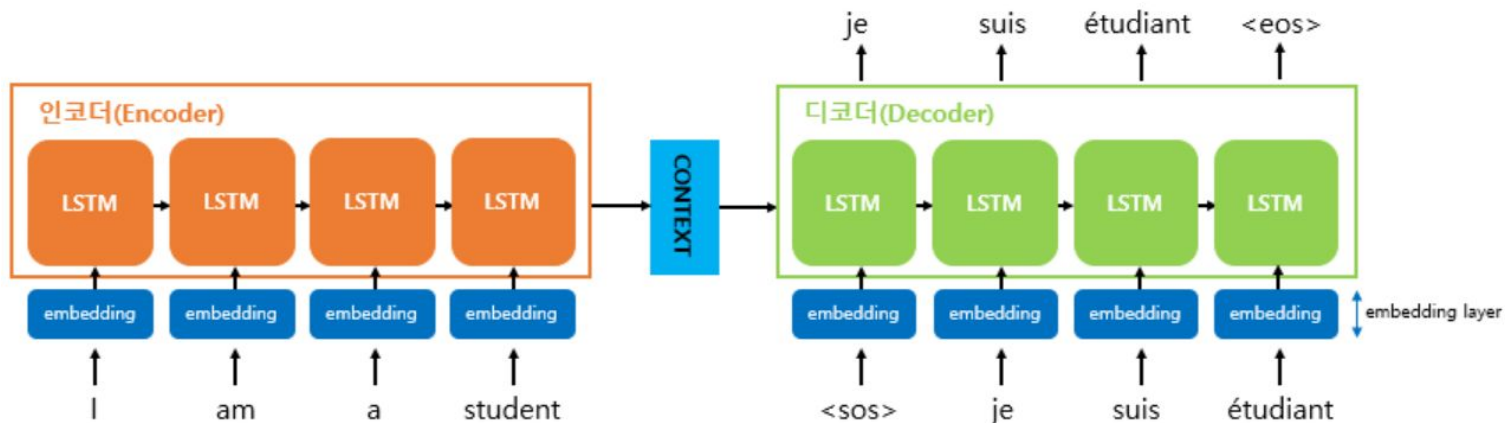 je suis étudiant <eos>
인코더(Encoder)
LSTM LSTM LSTM LSTM
CONTEXT
디코더(Decoder)
LSTM LSTM LSTM LSTM
embedding embedding embedding embedding
embedding embedding embedding embedding
embedding layer
I am a student
<sos> je suis étudiant